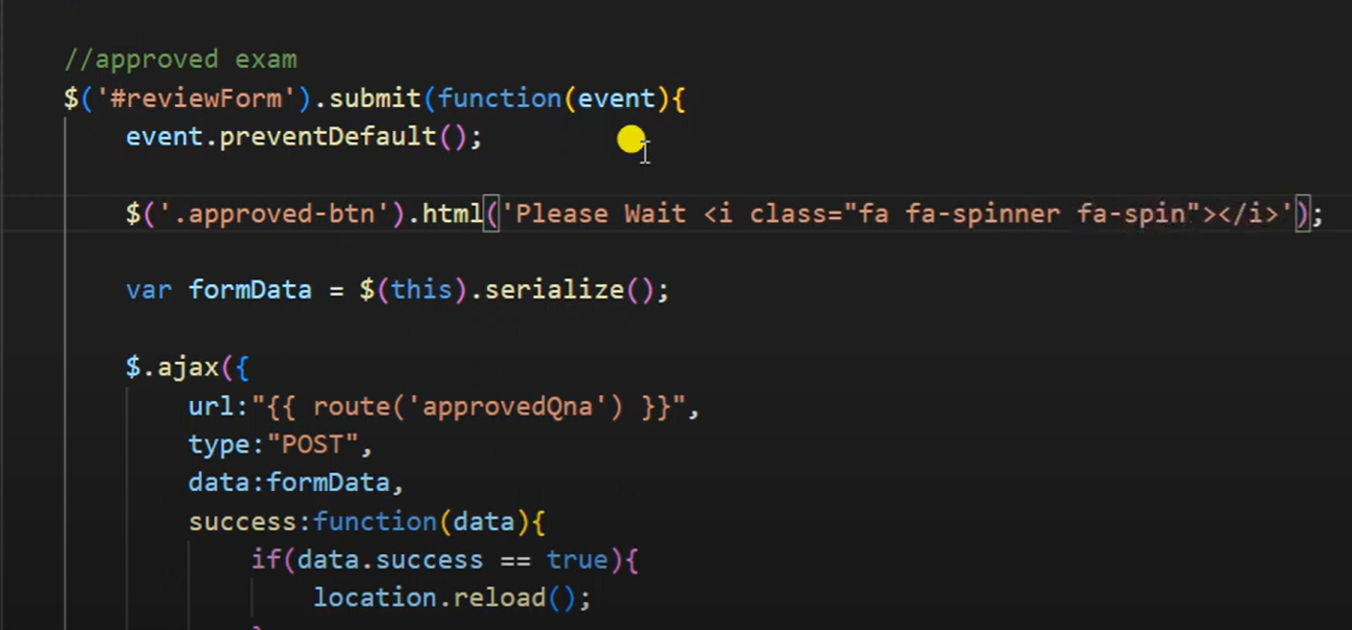 //approved exam
$('#reviewForm').submit(function(event){
event.preventDefault();
$('.approved-btn').html('Please Wait <i class="fa fa-spinner fa-spin"></i>');
var formData = $(this).serialize();
$.ajax({
url:"{{ route('approvedQna') }}",
type:"POST",
data:formData,
success:function(data){
if(data.success == true){
location.reload();